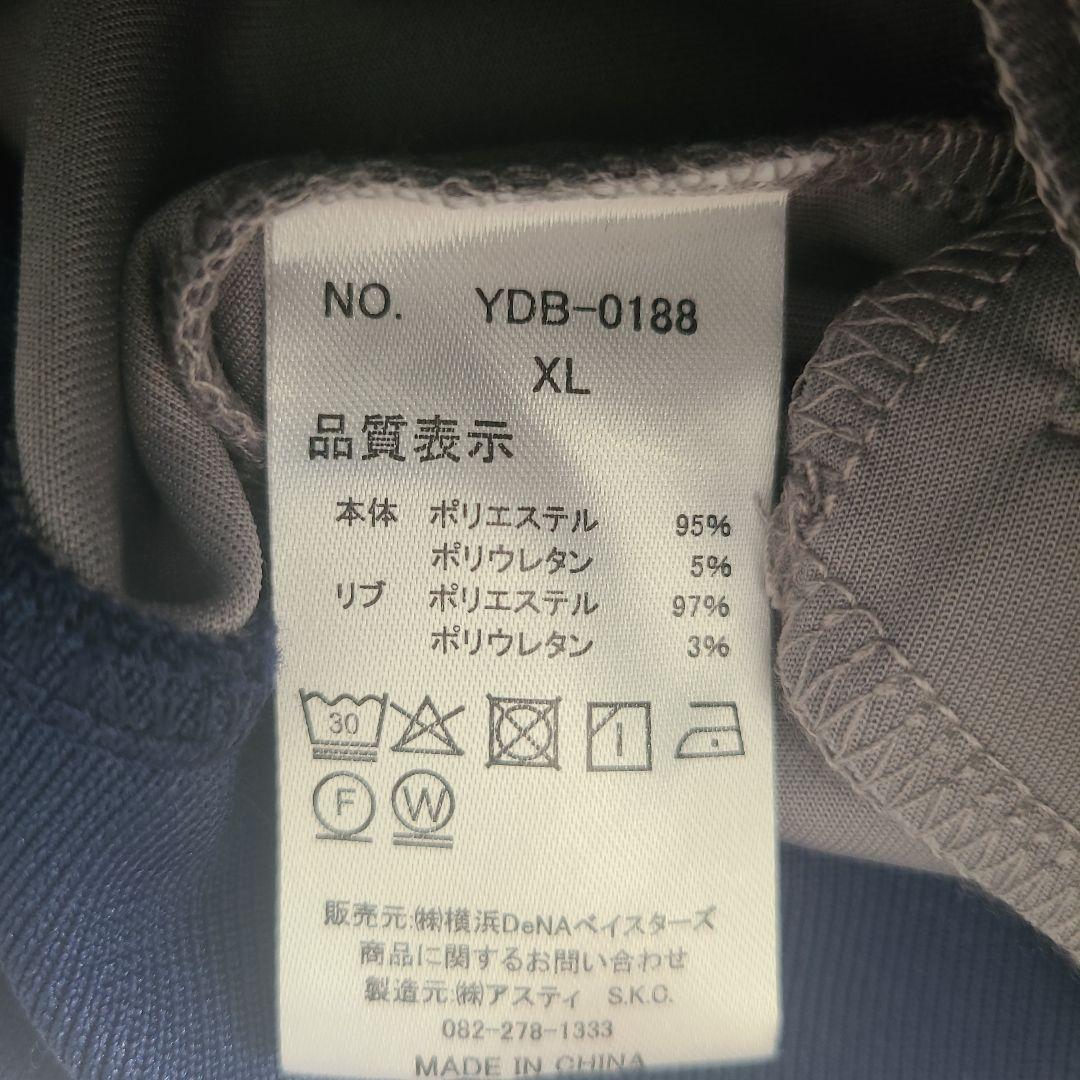 NO. YDB-0188
XL
品質表示
本体 ポリエステル 95%
ポリウレタン 5%
リブ ポリエステル 97%
ポリウレタン 3%
30
F W
販売元:㈱横浜DeNAベイスターズ
商品に関するお問い合わせ
製造元:㈱アスティ S.K.C.
082-278-1333
MADE IN CHINA